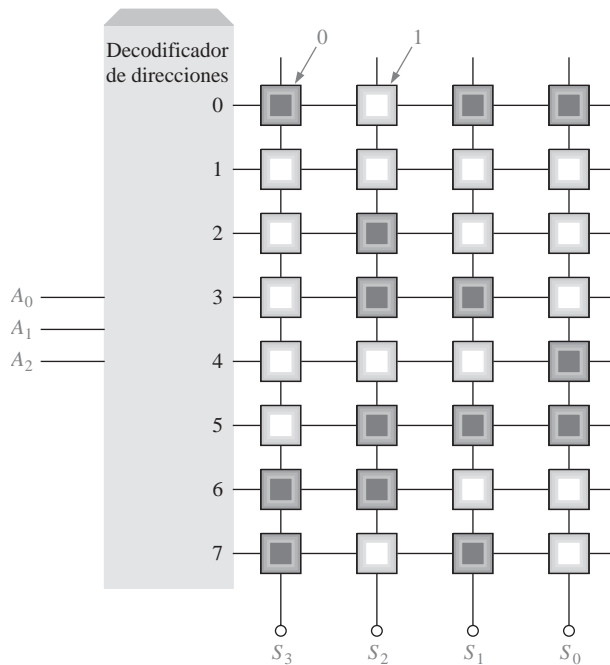 0 1
Decodificador
de direcciones
0
1
2
A0 3
A1
A2 4
5
6
7
S3 S2 S1 S0